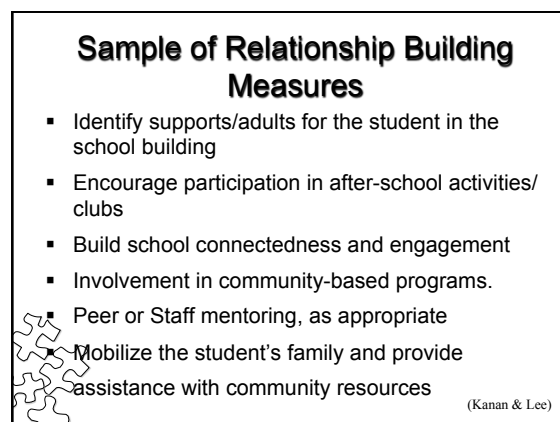 Sample of Relationship Building
Measures
▪ Identify supports/adults for the student in the
school building
▪ Encourage participation in after-school activities/
clubs
▪ Build school connectedness and engagement
▪ Involvement in community-based programs.
▪ Peer or Staff mentoring, as appropriate
▪ Mobilize the student's family and provide
assistance with community resources
(Kanan & Lee)